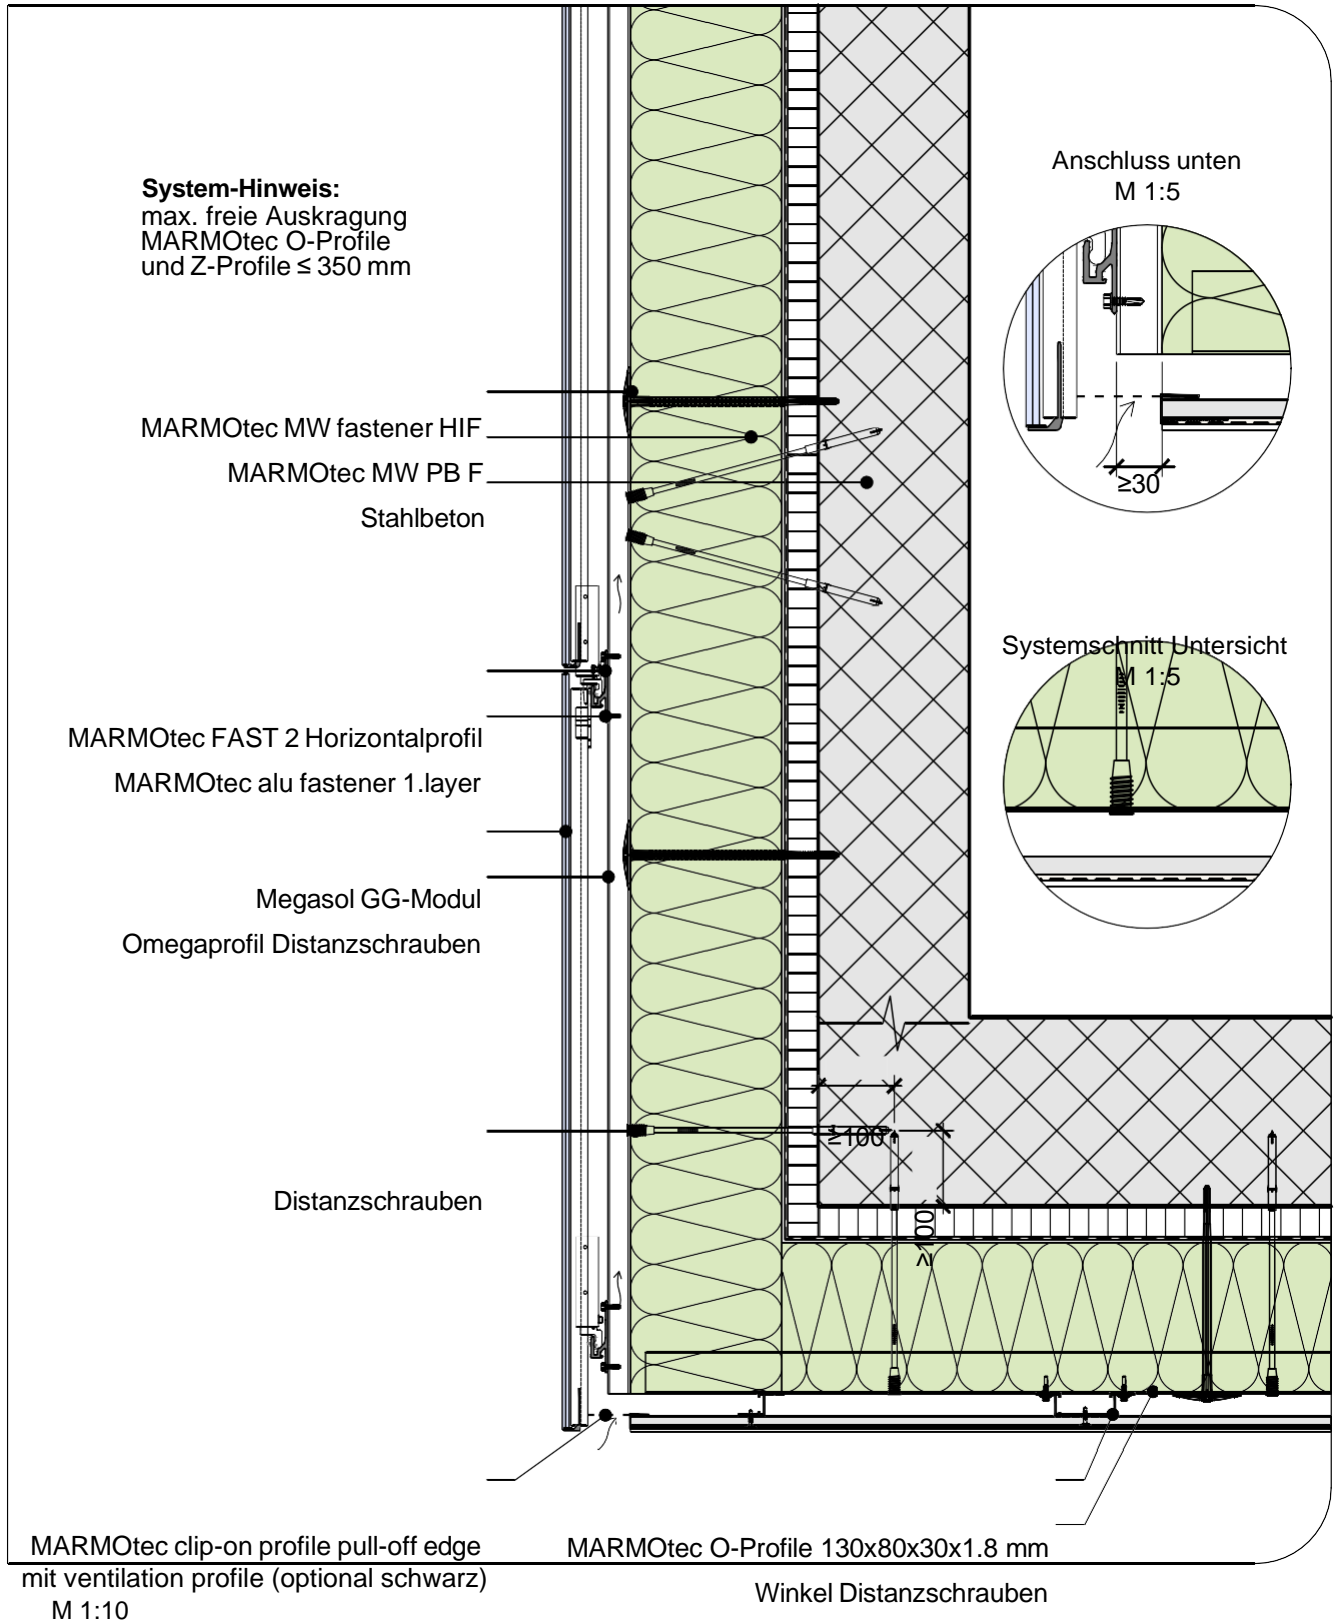 System-Hinweis:
max. freie Auskragung
MARMOtec O-Profile
und Z-Profile ≤ 350 mm
Anschluss unten
M 1:5
≥30
MARMOtec MW fastener HIF
MARMOtec MW PB F
Stahlbeton
Systemschnitt Untersicht
M 1:5
MARMOtec FAST 2 Horizontalprofil
MARMOtec alu fastener 1.layer
Megasol GG-Modul
Omegaprofil Distanzschrauben
≥100
≥100
Distanzschrauben
MARMOtec clip-on profile pull-off edge
mit ventilation profile (optional schwarz)
M 1:10
MARMOtec O-Profile 130x80x30x1.8 mm
Winkel Distanzschrauben